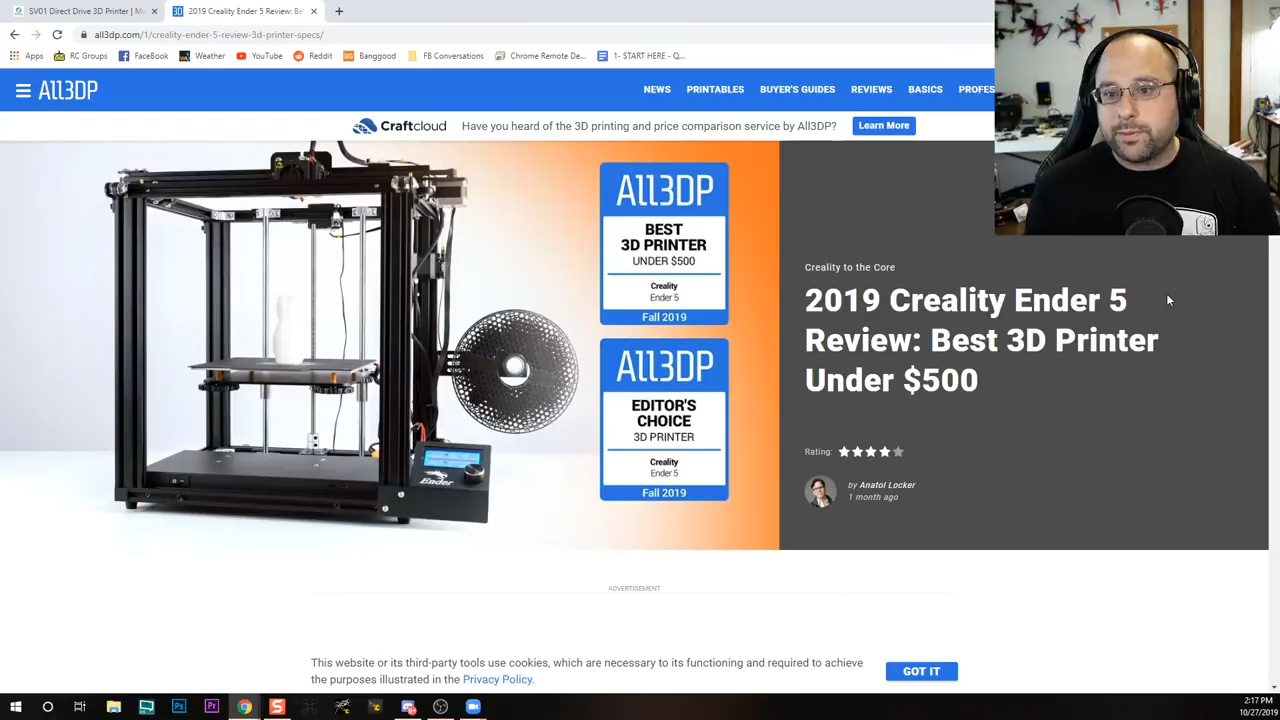 SV01 Direct Drive 3D Printer | M
2019 Creality Ender 5 Review: Be
all3dp.com/1/creality-ender-5-review-3d-printer-specs/
Apps
RC Groups
FaceBook
Weather
YouTube
Reddit
Banggood
FB Conversations
Chrome Remote De...
1- START HERE - Q...
All3DP
NEWS
PRINTABLES
BUYER'S GUIDES
REVIEWS
BASICS
PROFES
Craftcloud
Have you heard of the 3D printing and price comparison service by All3DP?
Learn More
All3DP
BEST
3D PRINTER
UNDER $500
Creality
Ender 5
Fall 2019
All3DP
EDITOR'S
CHOICE
3D PRINTER
Creality
Ender 5
Fall 2019
Ender
Creality to the Core
2019 Creality Ender 5
Review: Best 3D Printer
Under $500
Rating:
by Anatol Locker
1 month ago
ADVERTISEMENT
This website or its third-party tools use cookies, which are necessary to its functioning and required to achieve
the purposes illustrated in the Privacy Policy.
GOT IT
2:17 PM
10/27/2019